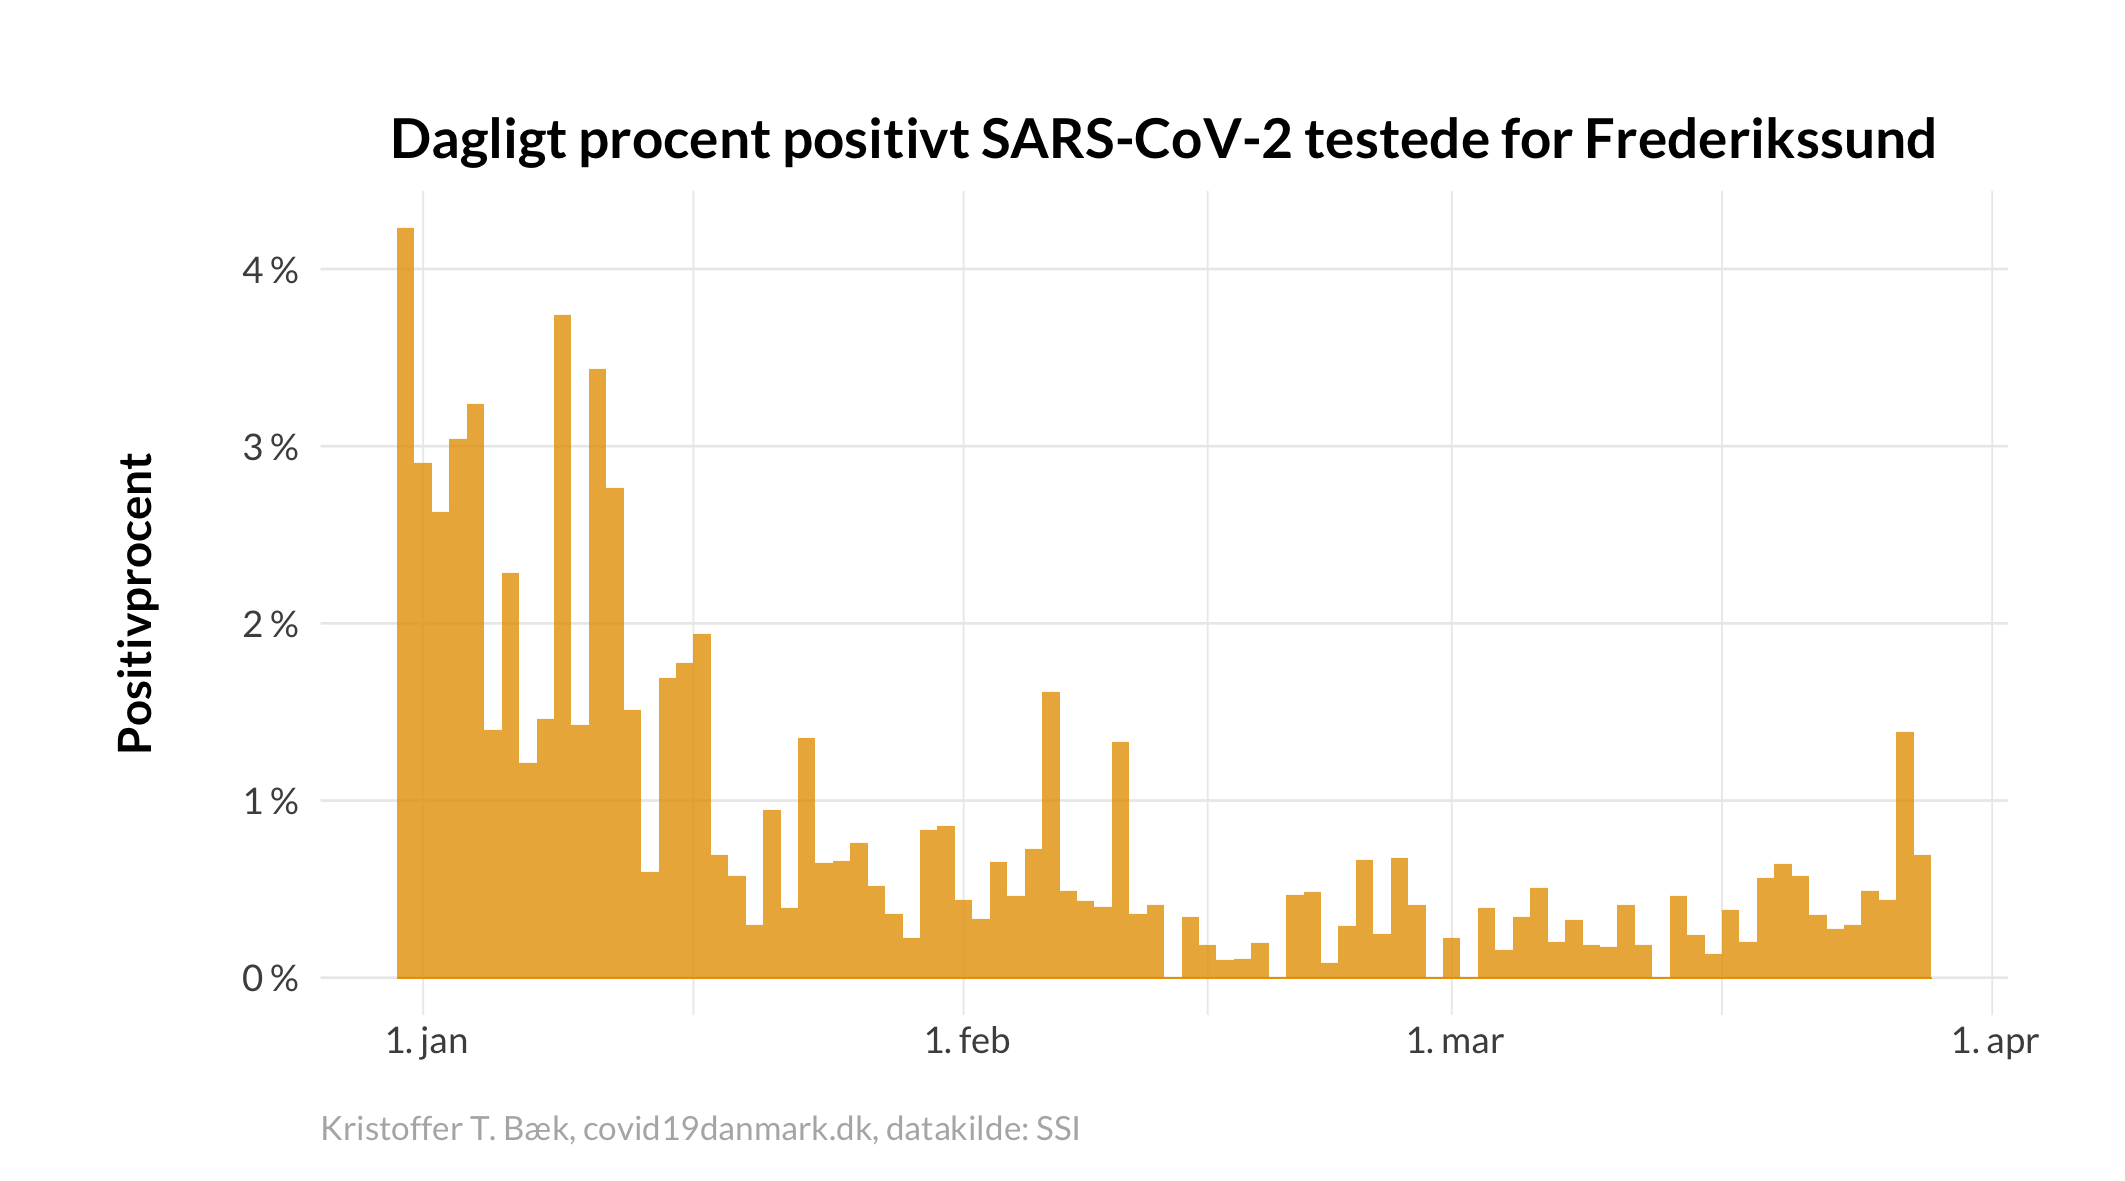 Dagligt procent positivt SARS-CoV-2 testede for Frederikssund
Positivprocent
4 %
3 %
2 %
1 %
0 %
1. jan
1. feb
1. mar
1. apr
Kristoffer T. Bæk, covid19danmark.dk, datakilde: SSI